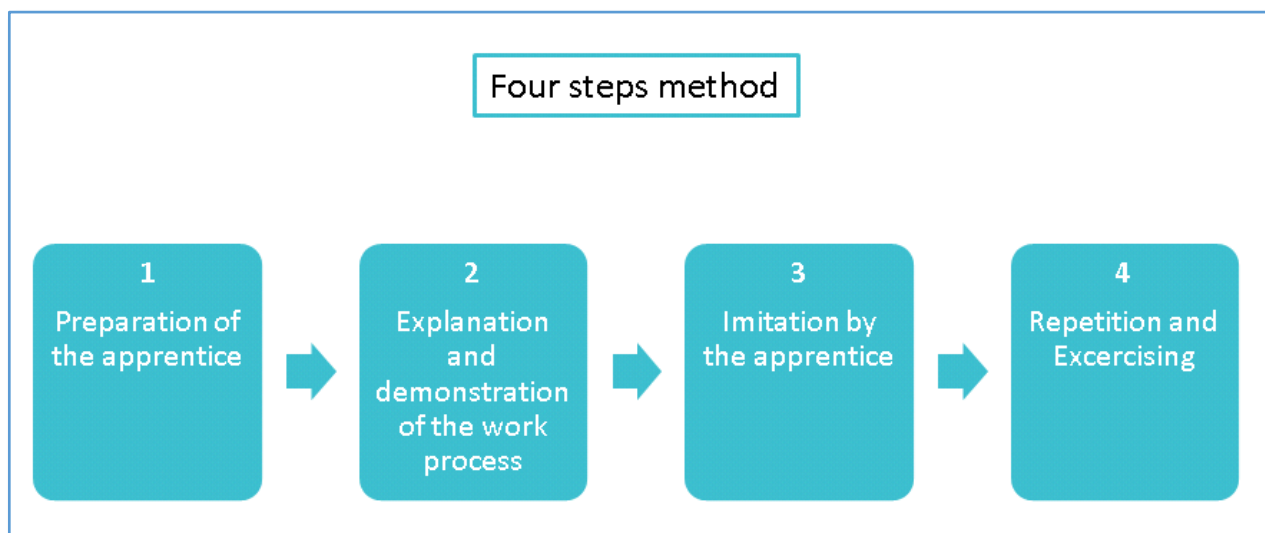 Four steps method
1
Preparation of
the apprentice
2
Explanation
and
demonstration
of the work
process
3
Imitation by
the apprentice
4
Repetition and
Excercising